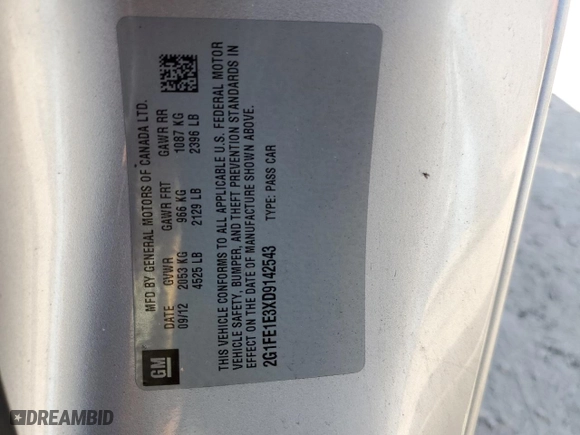 MFD BY GENERAL MOTORS OF CANADA LTD.
DATE GVWR GAWR FRT GAWR RR
09/12 2053 KG 966 KG 1087 KG
4525 LB 2129 LB 2396 LB
THIS VEHICLE CONFORMS TO ALL APPLICABLE U.S. FEDERAL MOTOR
VEHICLE SAFETY, BUMPER, AND THEFT PREVENTION STANDARDS IN
EFFECT ON THE DATE OF MANUFACTURE SHOWN ABOVE.
2G1FE1E3XD9142543 TYPE: PASS CAR
GM
DREAMBID